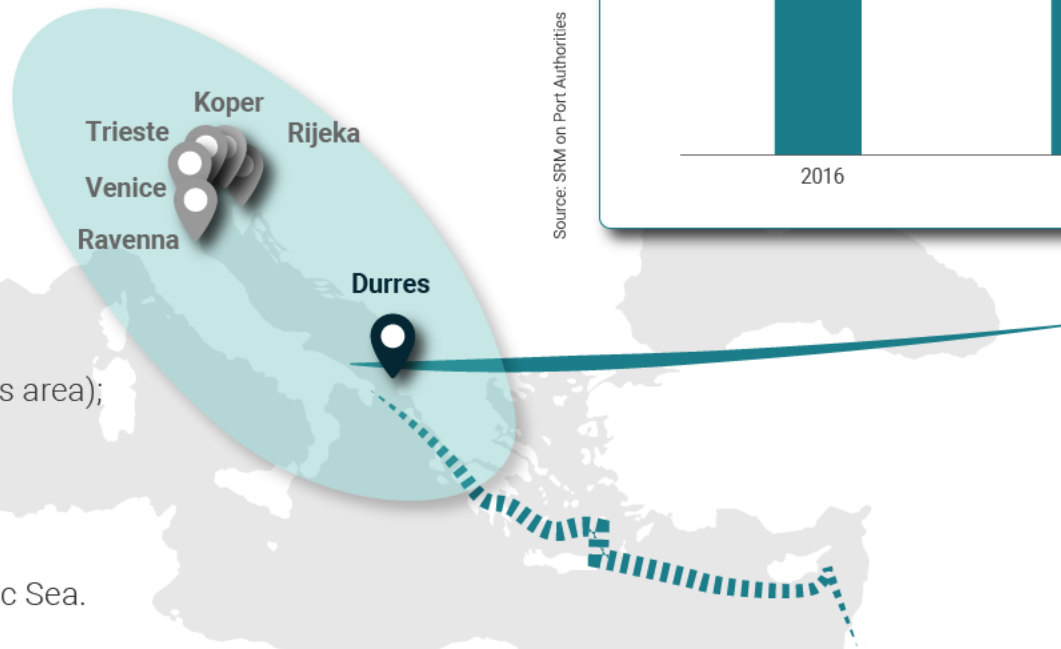 Source: SRM on Port Authorities
2016
Koper
Trieste
Rijeka
Venice
Ravenna
Durres
s area);
c Sea.